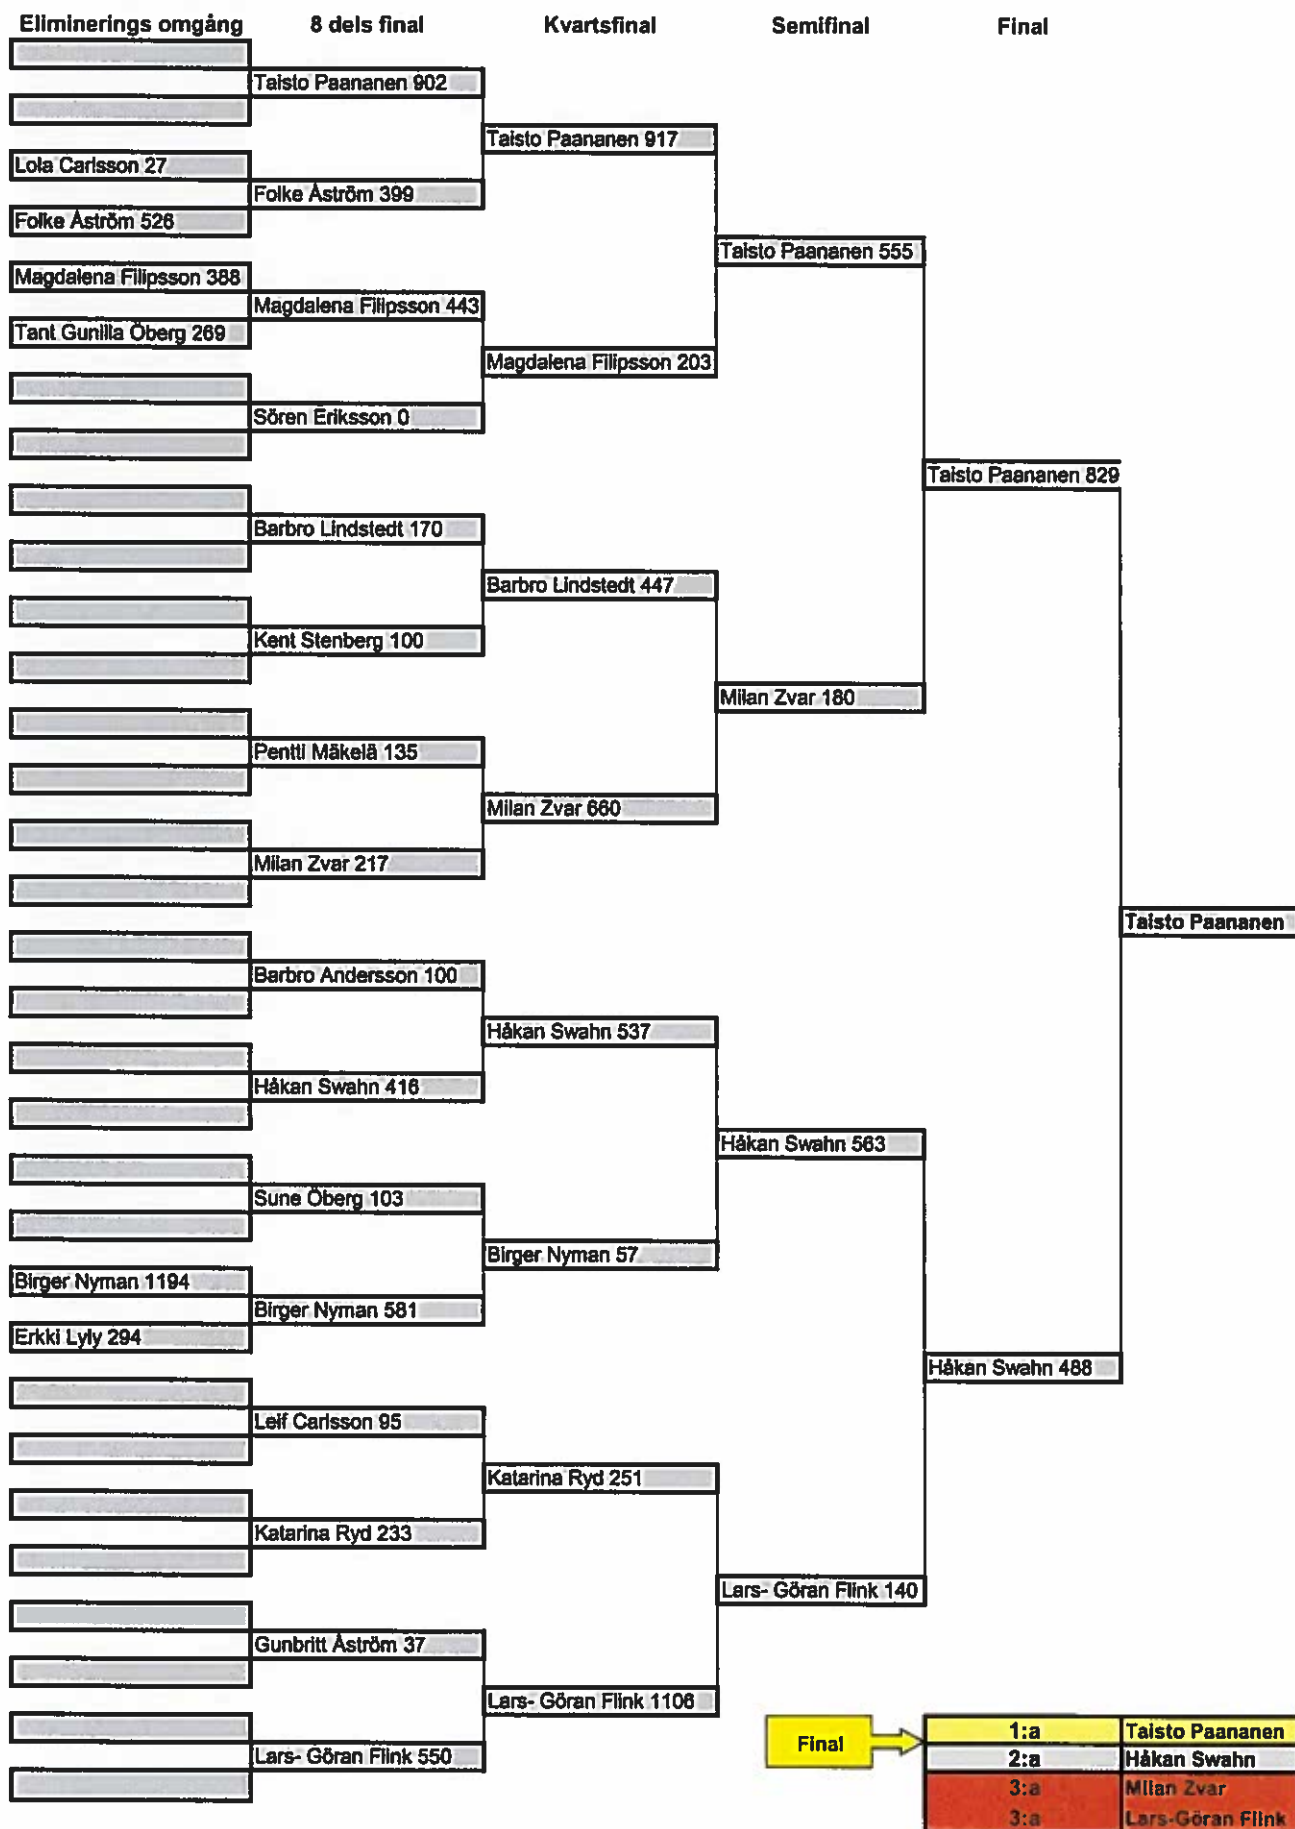 Eliminerings omgång 8 dels final Kvartsfinal Semifinal Final
Taisto Paananen 902
Taisto Paananen 917
Lola Carlsson 27
Folke Åström 399
Folke Åström 526
Taisto Paananen 555
Magdalena Filipsson 388
Magdalena Filipsson 443
Tant Gunilla Öberg 269
Magdalena Filipsson 203
Sören Eriksson 0
Taisto Paananen 829
Barbro Lindstedt 170
Barbro Lindstedt 447
Kent Stenberg 100
Milan Zvar 180
Pentti Mäkelä 135
Milan Zvar 660
Milan Zvar 217
Taisto Paananen
Barbro Andersson 100
Håkan Swahn 537
Håkan Swahn 416
Håkan Swahn 563
Sune Öberg 103
Birger Nyman 57
Birger Nyman 1194
Birger Nyman 581
Erkki Lyly 294
Håkan Swahn 488
Leif Carlsson 95
Katarina Ryd 251
Katarina Ryd 233
Lars- Göran Flink 140
Gunbritt Åström 37
Lars- Göran Flink 1106
Lars- Göran Flink 550
Final
1:a Taisto Paananen
2:a Håkan Swahn
3:a Milan Zvar
3:a Lars-Göran Flink